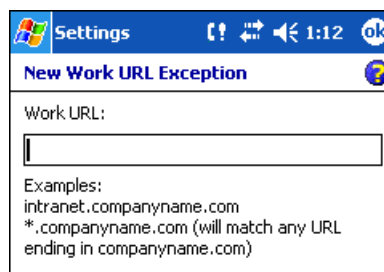 Settings 1:12 ok
New Work URL Exception ?
Work URL:
Examples:
intranet.companyname.com
*.companyname.com (will match any URL
ending in companyname.com)